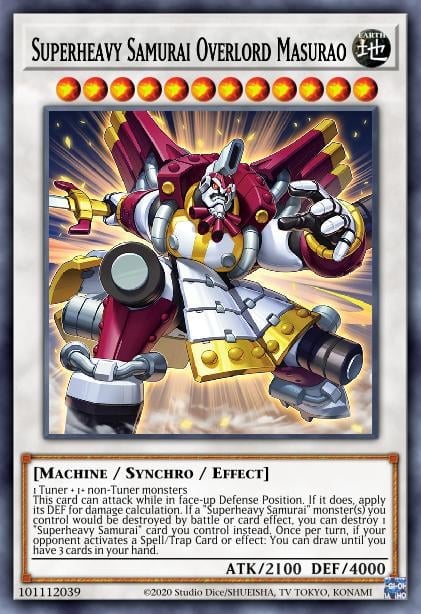 Superheavy Samurai Overlord Masurao
EARTH
地
[Machine / Synchro / Effect]
1 Tuner + 1+ non-Tuner monsters
This card can attack while in face-up Defense Position. If it does, apply
its DEF for damage calculation. If a "Superheavy Samurai" monster(s) you
control would be destroyed by battle or card effect, you can destroy 1
"Superheavy Samurai" card you control instead. Once per turn, if your
opponent activates a Spell/Trap Card or effect: You can draw until you
have 3 cards in your hand.
ATK/2100 DEF/4000
101112039
©2020 Studio Dice/SHUEISHA, TV TOKYO, KONAMI